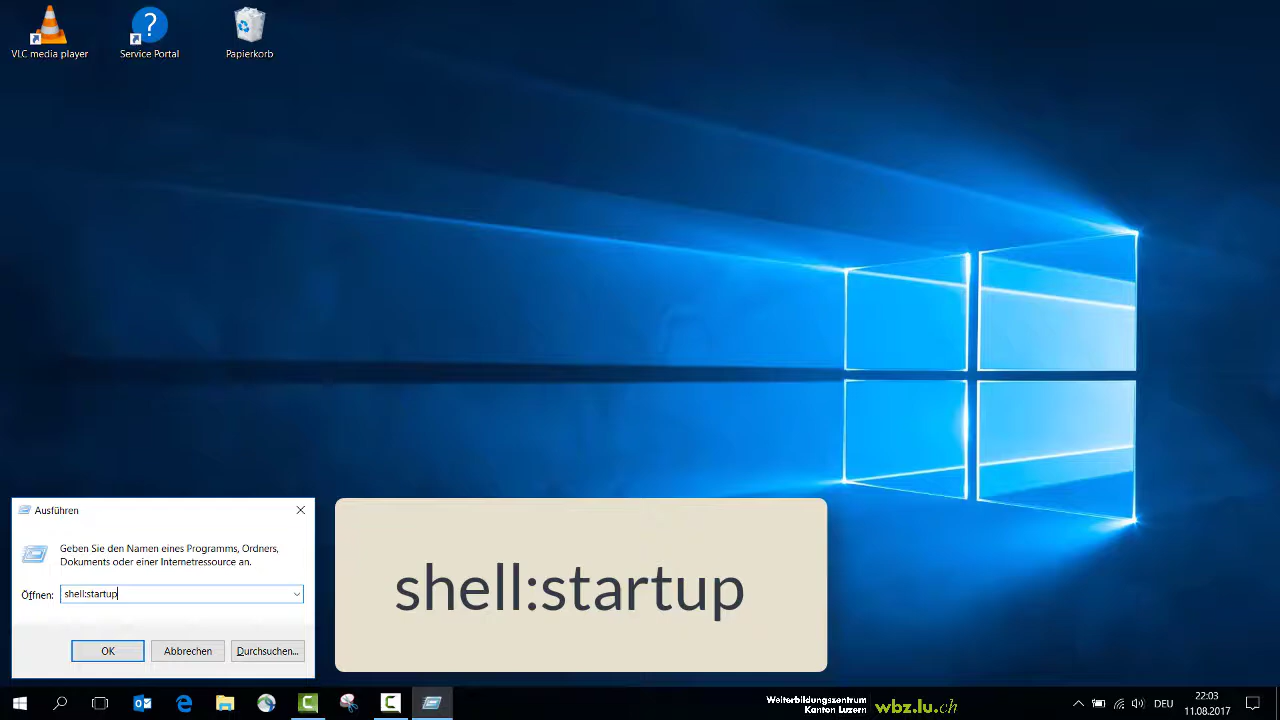 VLC media player
Service Portal
Papierkorb
?
Ausführen
Geben Sie den Namen eines Programms, Ordners,
Dokuments oder einer Internetressource an.
Öffnen:
shell:startup
OK
Abbrechen
Durchsuchen...
shell:startup
Weiterbildungszentrum
Kanton Luzern
wbz.lu.ch
DEU
22:03
11.08.2017